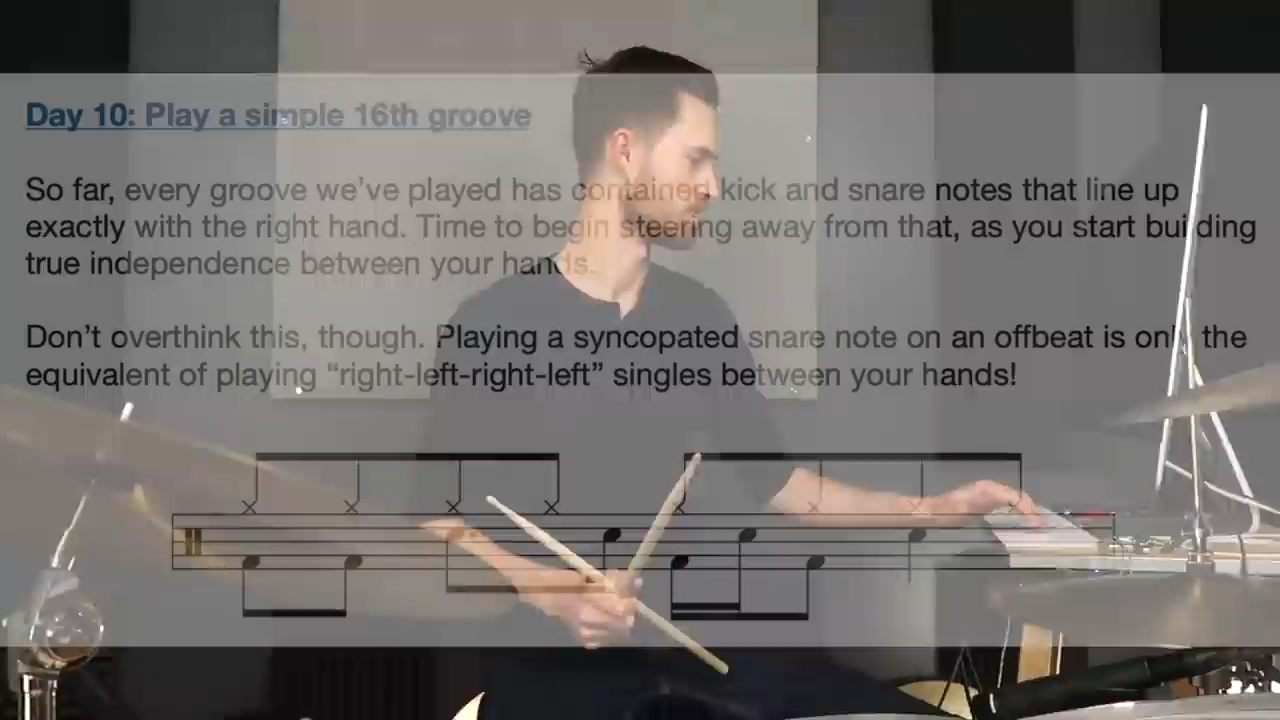 Day 10: Play a simple 16th groove
So far, every groove we’ve played has contained kick and snare notes that line up
exactly with the right hand. Time to begin steering away from that, as you start building
true independence between your hands.
Don’t overthink this, though. Playing a syncopated snare note on an offbeat is only the
equivalent of playing “right-left-right-left” singles between your hands!